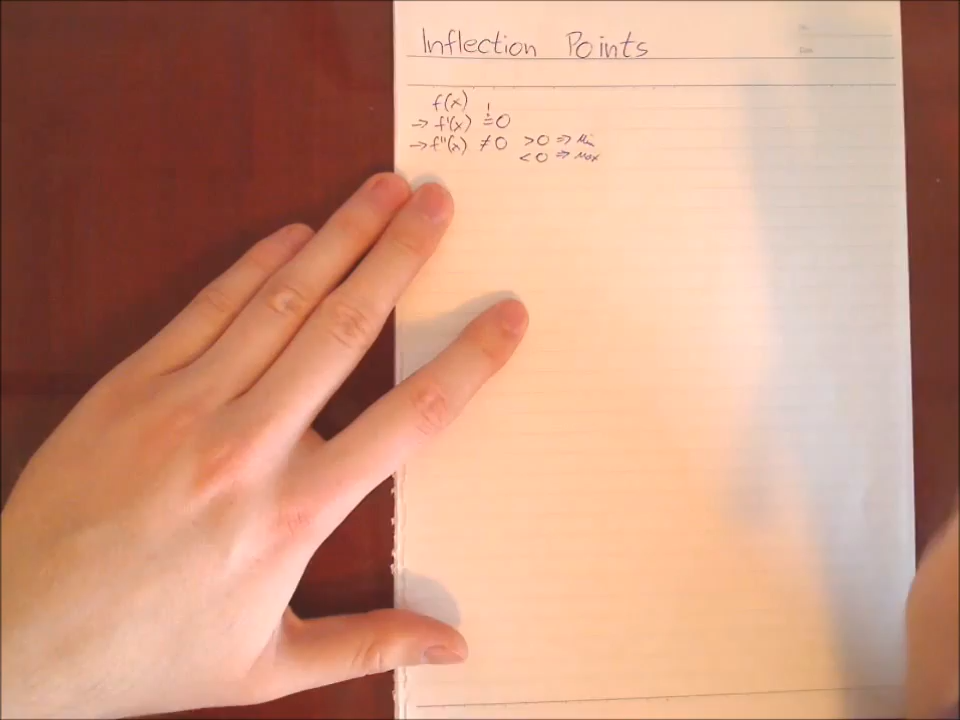 Inflection Points
f(x)
⇒ f'(x) =! 0
⇒ f''(x) ≠ 0 > 0 ⇒ Min
< 0 ⇒ Max